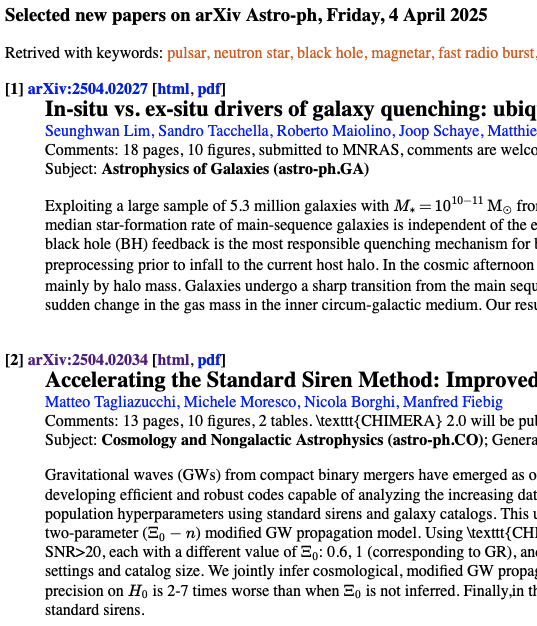 Selected new papers on arXiv Astro-ph, Friday, 4 April 2025
Retrived with keywords: pulsar, neutron star, black hole, magnetar, fast radio burst,
[1] arXiv:2504.02027 [html, pdf]
In-situ vs. ex-situ drivers of galaxy quenching: ubiq
Seunghwan Lim, Sandro Tacchella, Roberto Maiolino, Joop Schaye, Matthie
Comments: 18 pages, 10 figures, submitted to MNRAS, comments are welco
Subject: Astrophysics of Galaxies (astro-ph.GA)
Exploiting a large sample of 5.3 million galaxies with M⋆ = 10¹⁰⁻¹¹ M⊙ fro
median star-formation rate of main-sequence galaxies is independent of the e
black hole (BH) feedback is the most responsible quenching mechanism for
preprocessing prior to infall to the current host halo. In the cosmic afternoon
mainly by halo mass. Galaxies undergo a sharp transition from the main sequ
sudden change in the gas mass in the inner circum-galactic medium. Our resu
[2] arXiv:2504.02034 [html, pdf]
Accelerating the Standard Siren Method: Improved
Matteo Tagliazucchi, Michele Moresco, Nicola Borghi, Manfred Fiebig
Comments: 13 pages, 10 figures, 2 tables. \texttt{CHIMERA} 2.0 will be pu
Subject: Cosmology and Nongalactic Astrophysics (astro-ph.CO); Genera
Gravitational waves (GWs) from compact binary mergers have emerged as o
developing efficient and robust codes capable of analyzing the increasing dat
population hyperparameters using standard sirens and galaxy catalogs. This u
two-parameter (Ξ₀ − n) modified GW propagation model. Using \texttt{CHI
SNR>20, each with a different value of Ξ₀: 0.6, 1 (corresponding to GR), an
settings and catalog size. We jointly infer cosmological, modified GW propag
precision on H₀ is 2-7 times worse than when Ξ₀ is not inferred. Finally,in th
standard sirens.